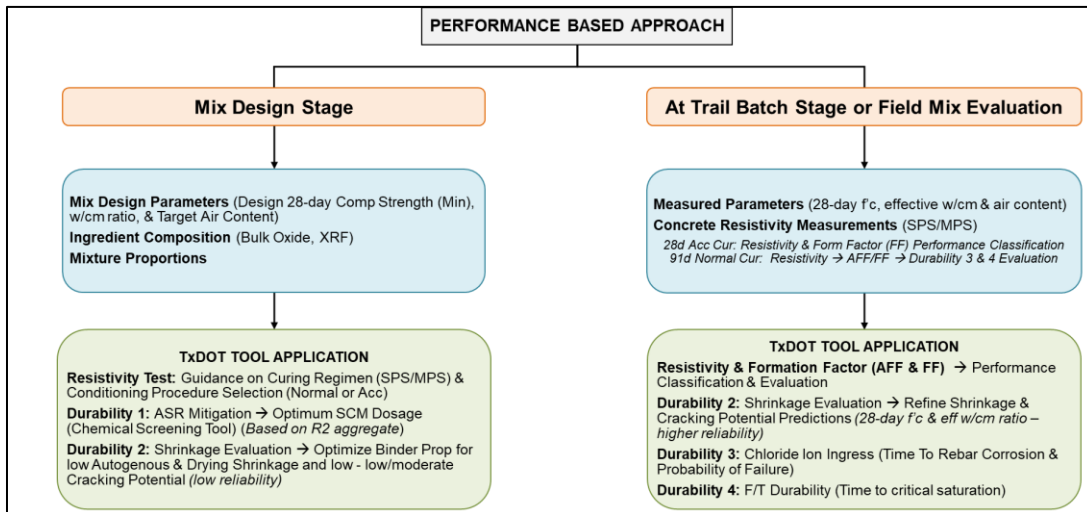 PERFORMANCE BASED APPROACH
Mix Design Stage
Mix Design Parameters (Design 28-day Comp Strength (Min),
w/cm ratio, & Target Air Content)
Ingredient Composition (Bulk Oxide, XRF)
Mixture Proportions
TxDOT TOOL APPLICATION
Resistivity Test: Guidance on Curing Regimen (SPS/MPS) &
Conditioning Procedure Selection (Normal or Acc)
Durability 1: ASR Mitigation → Optimum SCM Dosage
(Chemical Screening Tool) (Based on R2 aggregate)
Durability 2: Shrinkage Evaluation → Optimize Binder Prop for
low Autogenous & Drying Shrinkage and low - low/moderate
Cracking Potential (low reliability)
At Trail Batch Stage or Field Mix Evaluation
Measured Parameters (28-day f'c, effective w/cm & air content)
Concrete Resistivity Measurements (SPS/MPS)
28d Acc Cur: Resistivity & Form Factor (FF) Performance Classification
91d Normal Cur: Resistivity → AFF/FF → Durability 3 & 4 Evaluation
TxDOT TOOL APPLICATION
Resistivity & Formation Factor (AFF & FF) → Performance
Classification & Evaluation
Durability 2: Shrinkage Evaluation → Refine Shrinkage &
Cracking Potential Predictions (28-day f'c & eff w/cm ratio –
higher reliability)
Durability 3: Chloride Ion Ingress (Time To Rebar Corrosion &
Probability of Failure)
Durability 4: F/T Durability (Time to critical saturation)